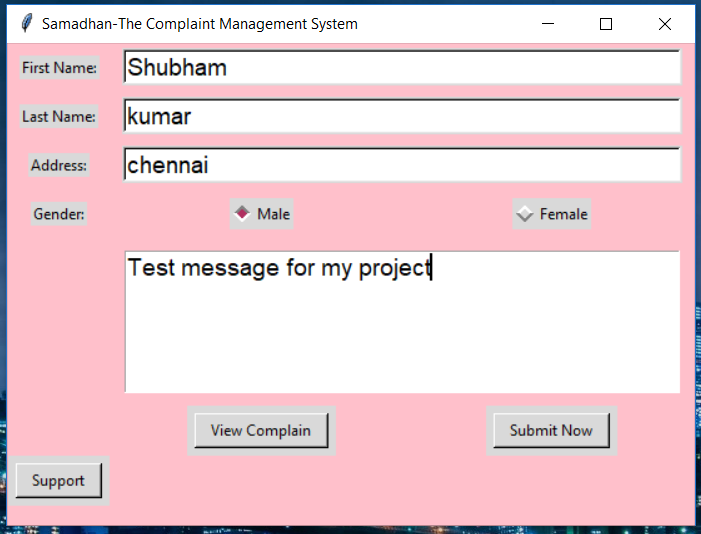 Samadhan-The Complaint Management System
First Name: Shubham
Last Name: kumar
Address: chennai
Gender: Male Female
Test message for my project
View Complain Submit Now
Support